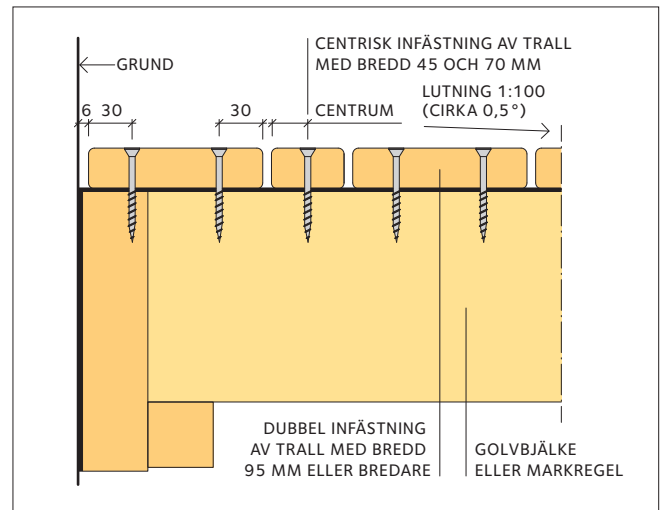 GRUND
CENTRISK INFÄSTNING AV TRALL
MED BREDD 45 OCH 70 MM
LUTNING 1:100
(CIRKA 0,5°)
6 30
30
CENTRUM
DUBBEL INFÄSTNING
AV TRALL MED BREDD
95 MM ELLER BREDARE
GOLVBJÄLKE
ELLER MARKREGEL